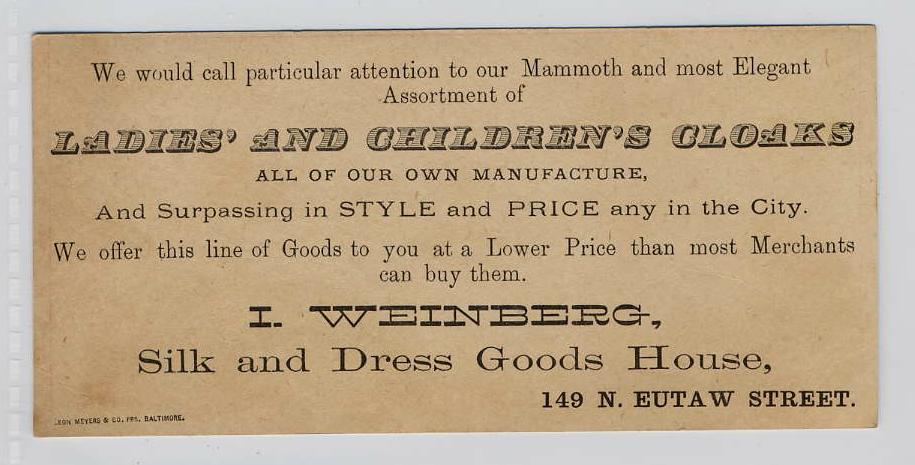 We would call particular attention to our Mammoth and most Elegant
Assortment of
LADIES' AND CHILDREN'S CLOAKS
ALL OF OUR OWN MANUFACTURE,
And Surpassing in STYLE and PRICE any in the City.
We offer this line of Goods to you at a Lower Price than most Merchants
can buy them.
I. WEINBERG,
Silk and Dress Goods House,
149 N. EUTAW STREET.
MEYERS & CO. BALTIMORE.